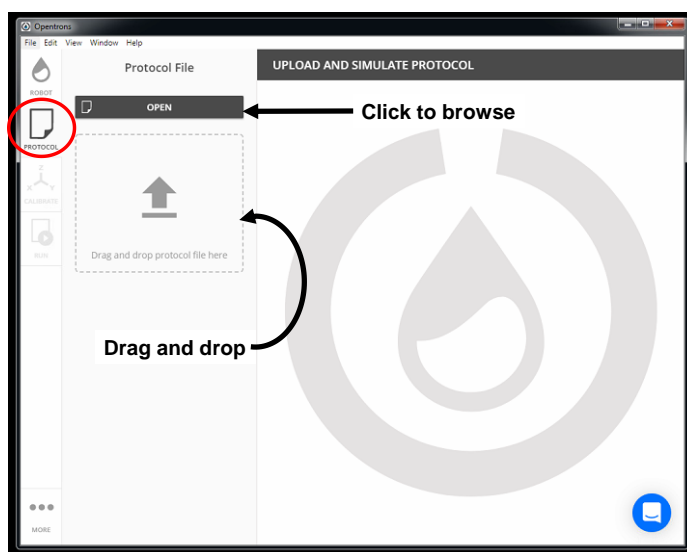 Opentrons
File Edit View Window Help
Protocol File
UPLOAD AND SIMULATE PROTOCOL
ROBOT
OPEN
Click to browse
PROTOCOL
Z
X Y
CALIBRATE
RUN
Drag and drop protocol file here
Drag and drop
MORE